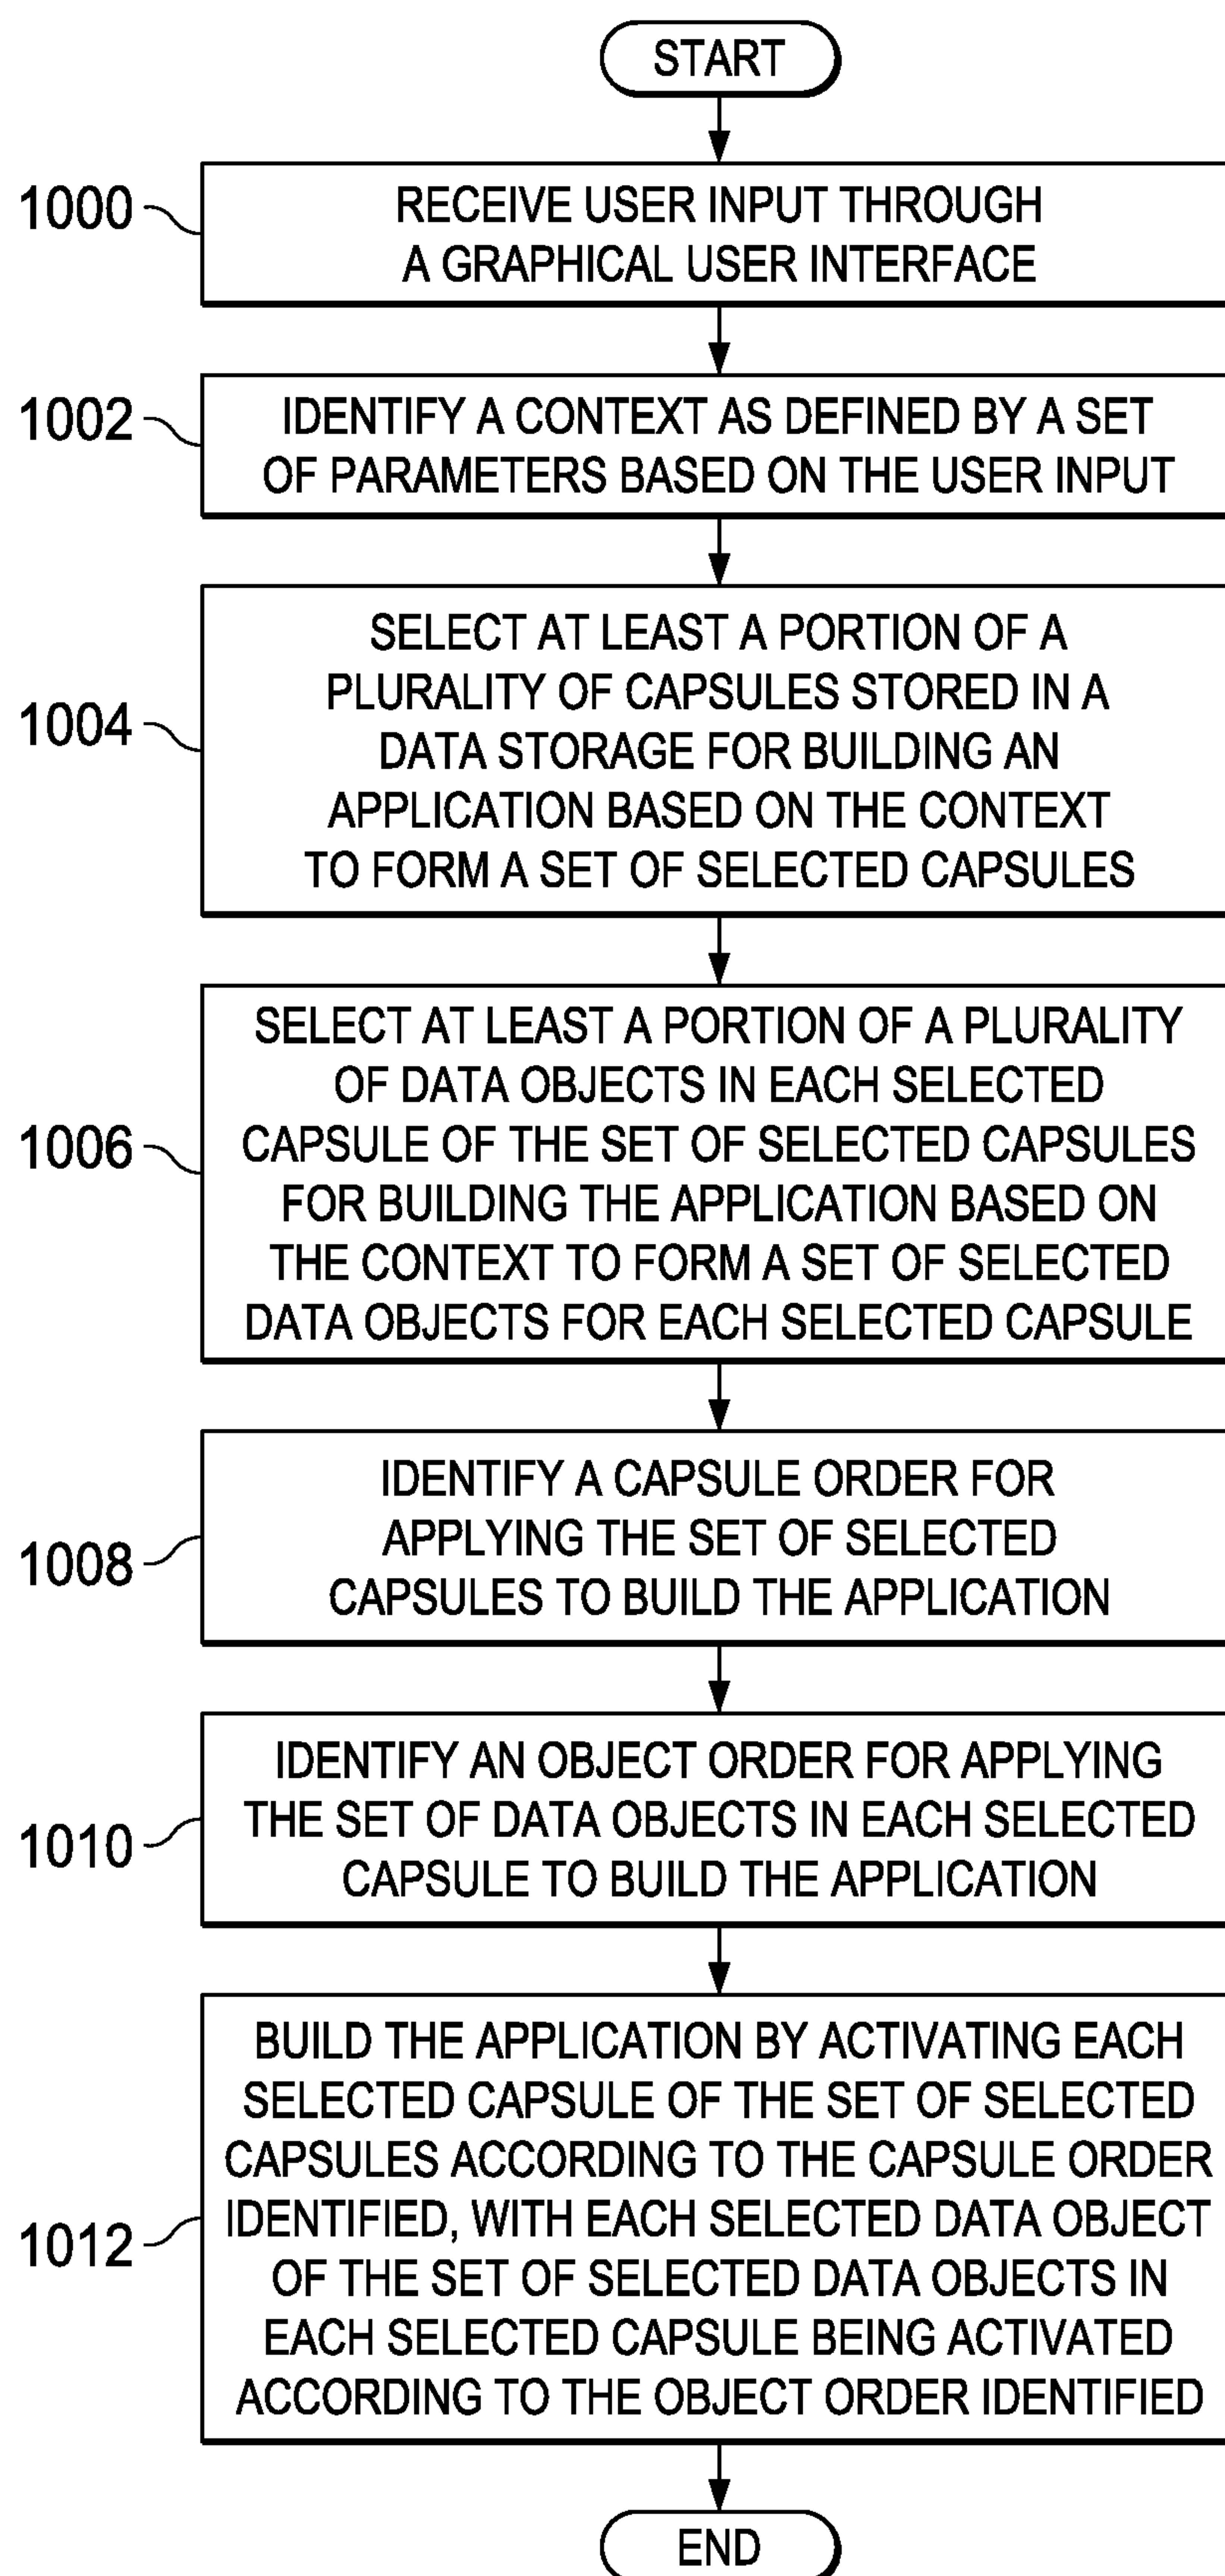 START
1000
RECEIVE USER INPUT THROUGH
A GRAPHICAL USER INTERFACE
1002
IDENTIFY A CONTEXT AS DEFINED BY A SET
OF PARAMETERS BASED ON THE USER INPUT
1004
SELECT AT LEAST A PORTION OF A
PLURALITY OF CAPSULES STORED IN A
DATA STORAGE FOR BUILDING AN
APPLICATION BASED ON THE CONTEXT
TO FORM A SET OF SELECTED CAPSULES
1006
SELECT AT LEAST A PORTION OF A PLURALITY
OF DATA OBJECTS IN EACH SELECTED
CAPSULE OF THE SET OF SELECTED CAPSULES
FOR BUILDING THE APPLICATION BASED ON
THE CONTEXT TO FORM A SET OF SELECTED
DATA OBJECTS FOR EACH SELECTED CAPSULE
1008
IDENTIFY A CAPSULE ORDER FOR
APPLYING THE SET OF SELECTED
CAPSULES TO BUILD THE APPLICATION
1010
IDENTIFY AN OBJECT ORDER FOR APPLYING
THE SET OF DATA OBJECTS IN EACH SELECTED
CAPSULE TO BUILD THE APPLICATION
1012
BUILD THE APPLICATION BY ACTIVATING EACH
SELECTED CAPSULE OF THE SET OF SELECTED
CAPSULES ACCORDING TO THE CAPSULE ORDER
IDENTIFIED, WITH EACH SELECTED DATA OBJECT
OF THE SET OF SELECTED DATA OBJECTS IN
EACH SELECTED CAPSULE BEING ACTIVATED
ACCORDING TO THE OBJECT ORDER IDENTIFIED
END